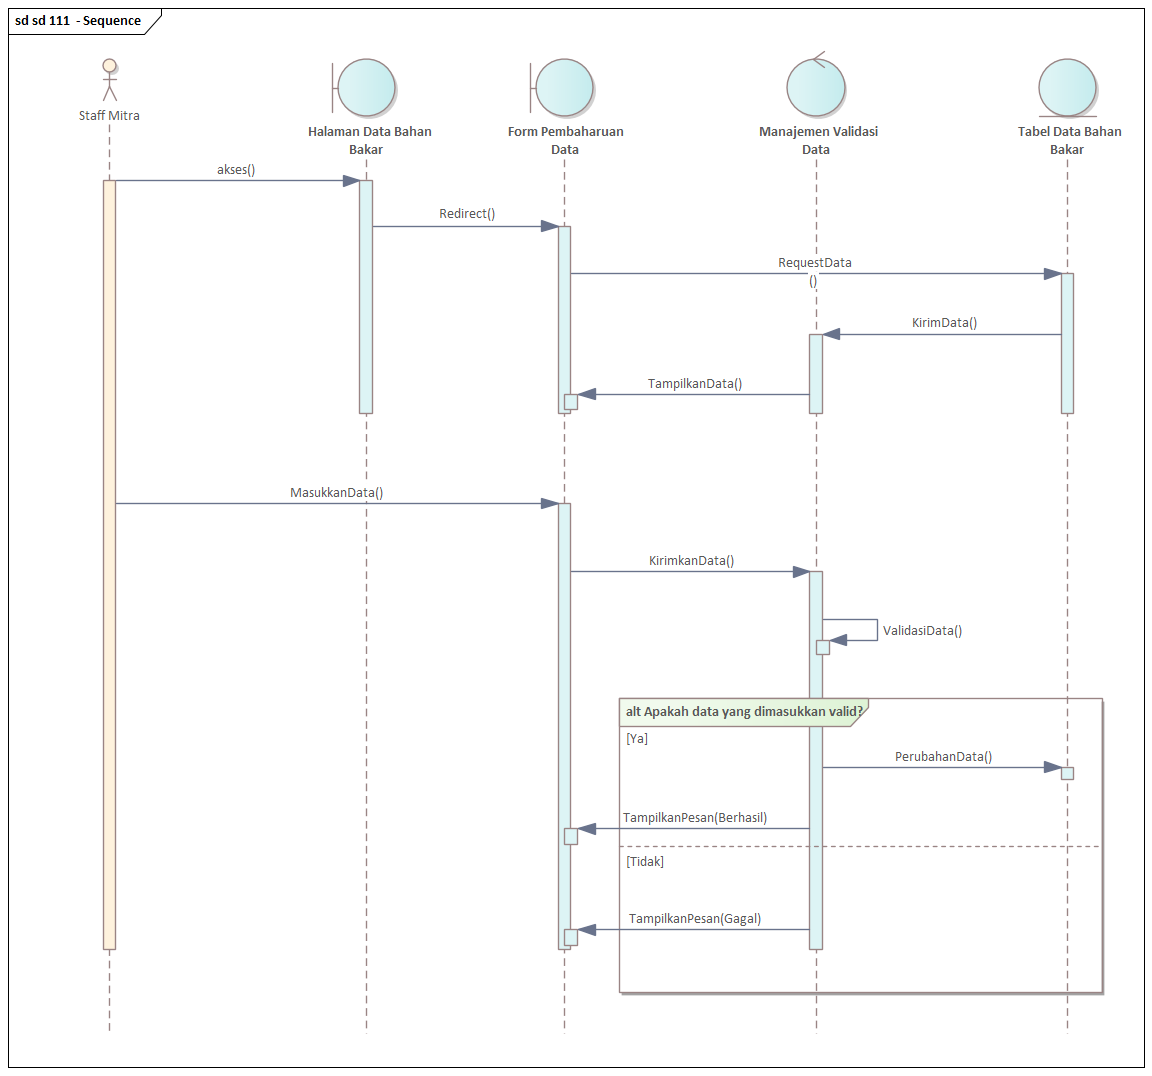 sd sd 111 - Sequence
Staff Mitra
Halaman Data Bahan
Bakar
Form Pembaharuan
Data
Manajemen Validasi
Data
Tabel Data Bahan
Bakar
akses()
Redirect()
RequestData
()
KirimData()
TampilkanData()
MasukkanData()
KirimkanData()
ValidasiData()
alt Apakah data yang dimasukkan valid?
[Ya]
PerubahanData()
TampilkanPesan(Berhasil)
[Tidak]
TampilkanPesan(Gagal)